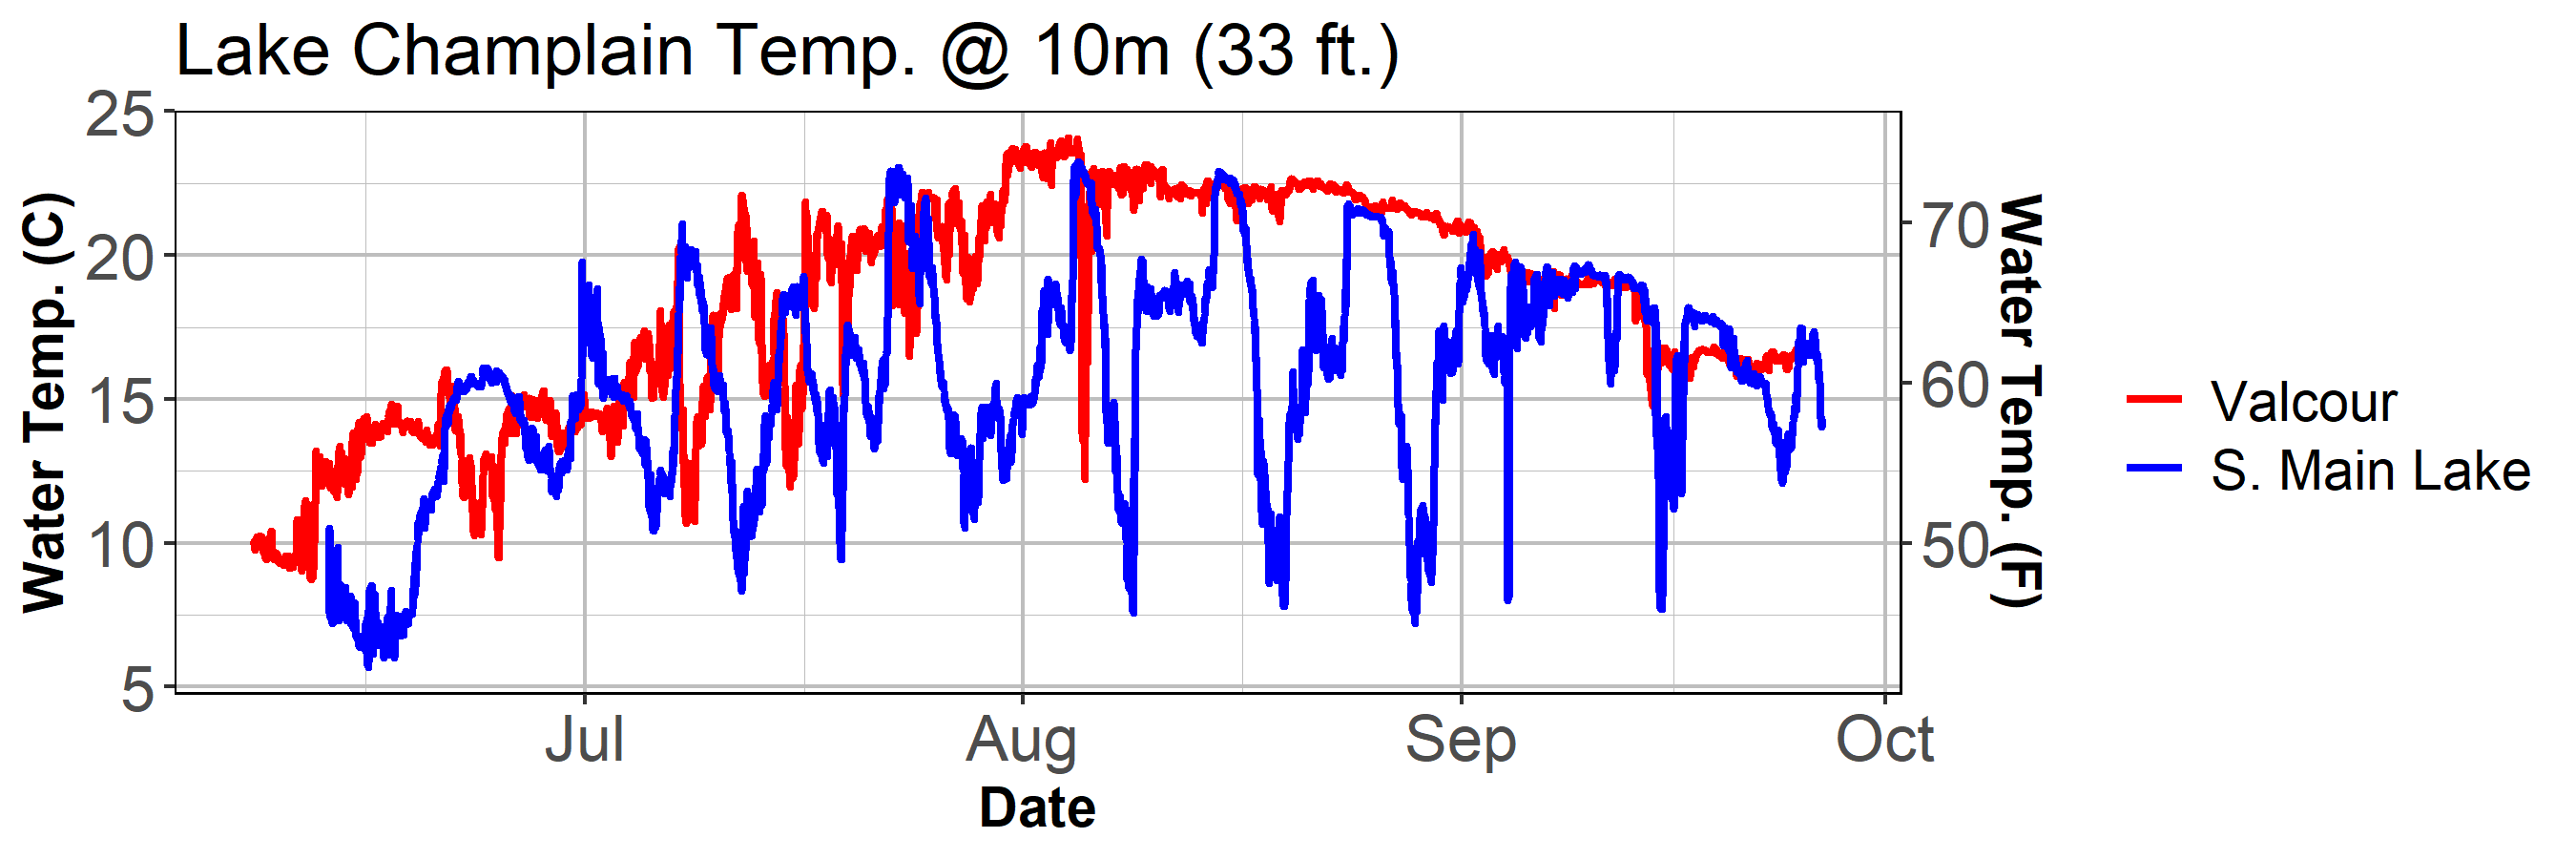 Lake Champlain Temp. @ 10m (33 ft.)
Water Temp. (C)
25
20
15
10
5
70
60
50
Water Temp. (F)
Jul
Aug
Sep
Oct
Date
Valcour
S. Main Lake